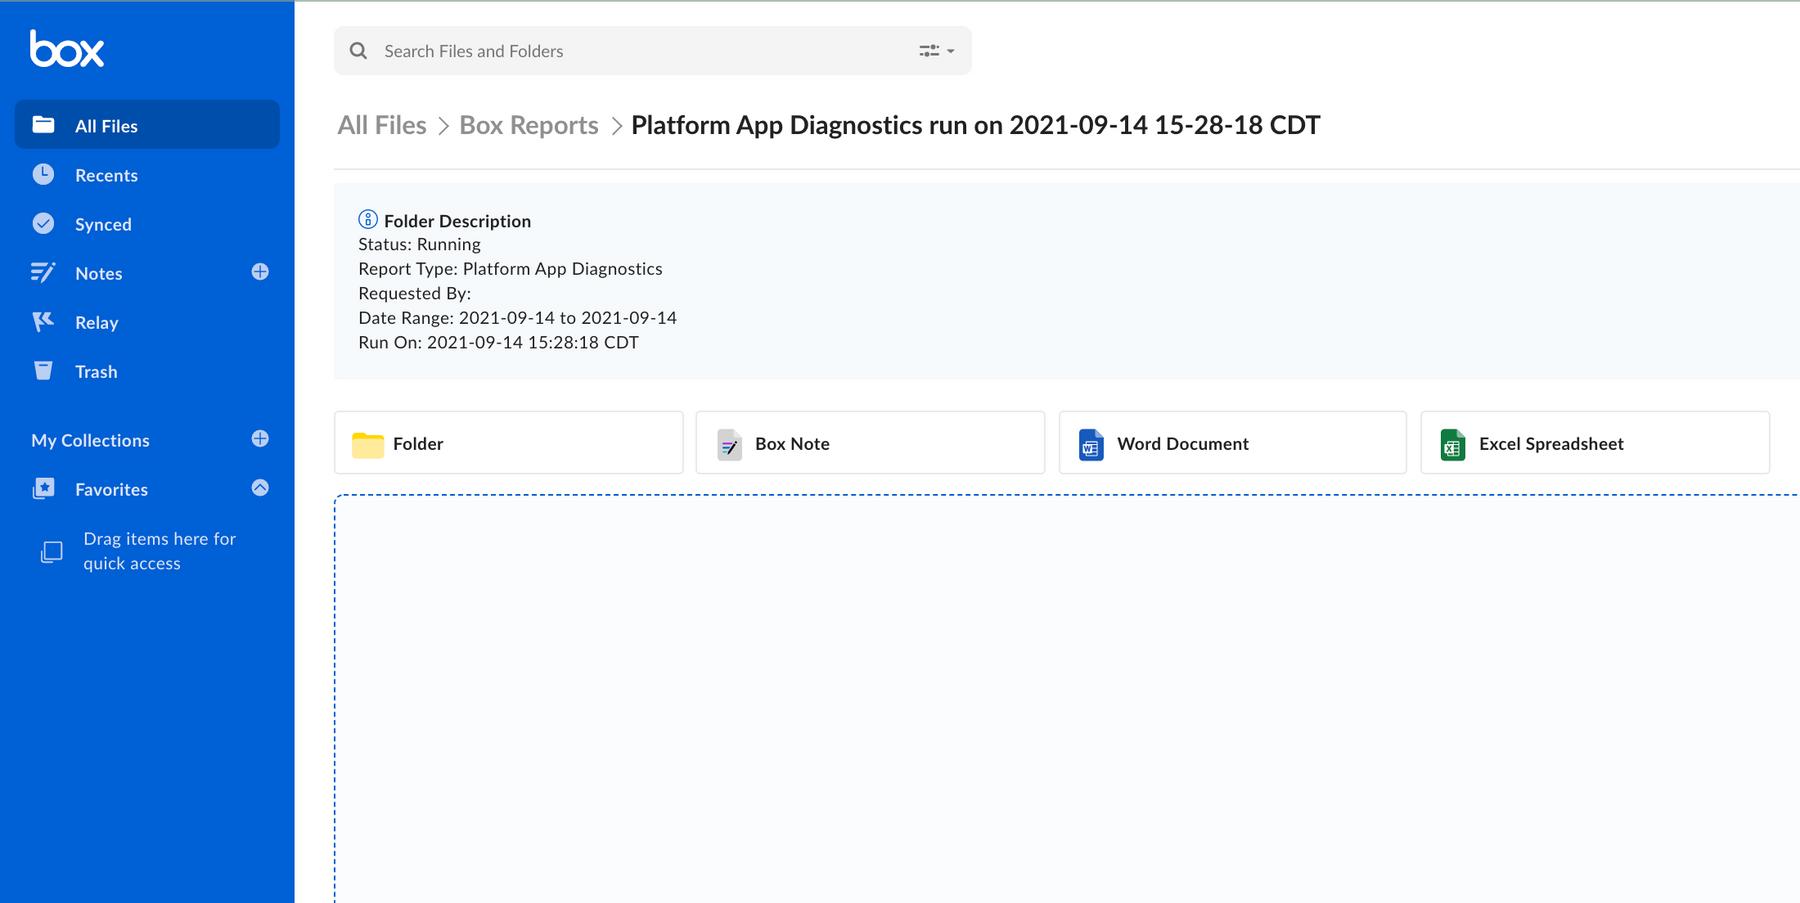 box
All Files
Recents
Synced
Notes
Relay
Trash
My Collections
Favorites
Drag items here for
quick access
Search Files and Folders
All Files > Box Reports > Platform App Diagnostics run on 2021-09-14 15-28-18 CDT
Folder Description
Status: Running
Report Type: Platform App Diagnostics
Requested By:
Date Range: 2021-09-14 to 2021-09-14
Run On: 2021-09-14 15:28:18 CDT
Folder
Box Note
Word Document
Excel Spreadsheet